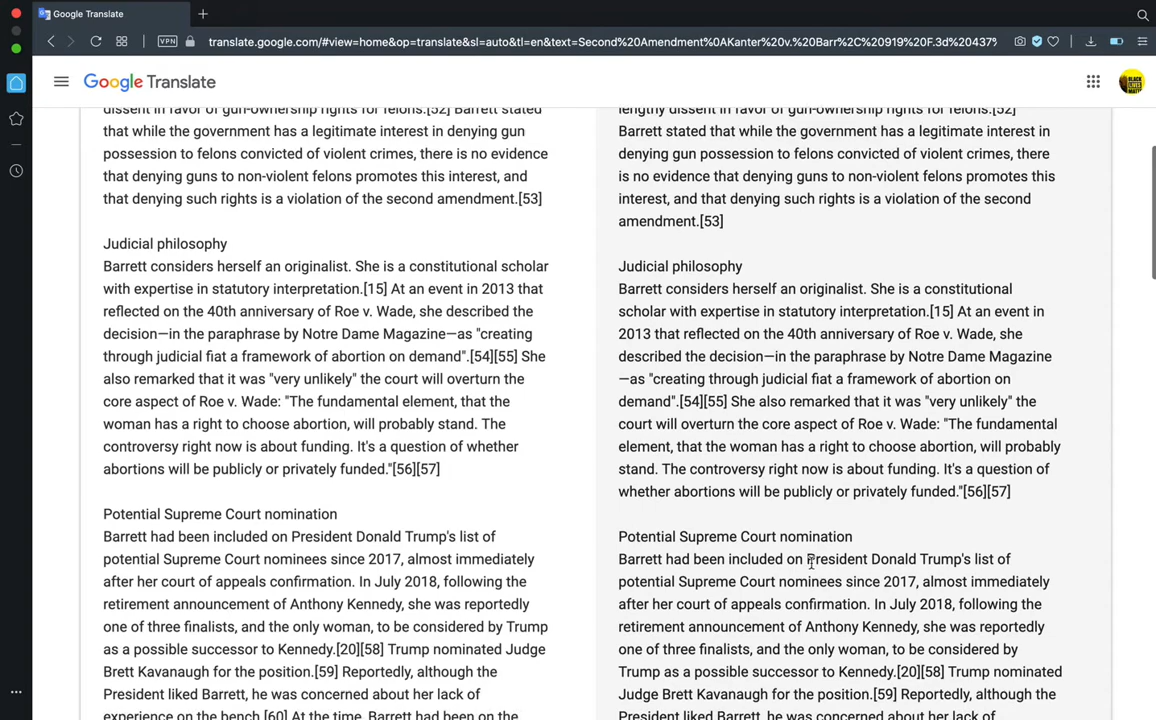 Google Translate
VPN
translate.google.com/#view=home&op=translate&sl=auto&tl=en&text=Second%20Amendment%0AKanter%20v.%20Barr%2C%20919%20F.3d%20437%
Google Translate
dissent in favor of gun-ownership rights for felons.[52] Barrett stated
that while the government has a legitimate interest in denying gun
possession to felons convicted of violent crimes, there is no evidence
that denying guns to non-violent felons promotes this interest, and
that denying such rights is a violation of the second amendment.[53]
Judicial philosophy
Barrett considers herself an originalist. She is a constitutional scholar
with expertise in statutory interpretation.[15] At an event in 2013 that
reflected on the 40th anniversary of Roe v. Wade, she described the
decision—in the paraphrase by Notre Dame Magazine—as "creating
through judicial fiat a framework of abortion on demand".[54][55] She
also remarked that it was "very unlikely" the court will overturn the
core aspect of Roe v. Wade: "The fundamental element, that the
woman has a right to choose abortion, will probably stand. The
controversy right now is about funding. It's a question of whether
abortions will be publicly or privately funded."[56][57]
Potential Supreme Court nomination
Barrett had been included on President Donald Trump's list of
potential Supreme Court nominees since 2017, almost immediately
after her court of appeals confirmation. In July 2018, following the
retirement announcement of Anthony Kennedy, she was reportedly
one of three finalists, and the only woman, to be considered by Trump
as a possible successor to Kennedy.[20][58] Trump nominated Judge
Brett Kavanaugh for the position.[59] Reportedly, although the
President liked Barrett, he was concerned about her lack of
experience on the bench.[60] At the time, Barrett had been on the
lengthy dissent in favor of gun-ownership rights for felons.[52]
Barrett stated that while the government has a legitimate interest in
denying gun possession to felons convicted of violent crimes, there
is no evidence that denying guns to non-violent felons promotes this
interest, and that denying such rights is a violation of the second
amendment.[53]
Judicial philosophy
Barrett considers herself an originalist. She is a constitutional
scholar with expertise in statutory interpretation.[15] At an event in
2013 that reflected on the 40th anniversary of Roe v. Wade, she
described the decision—in the paraphrase by Notre Dame Magazine
—as "creating through judicial fiat a framework of abortion on
demand".[54][55] She also remarked that it was "very unlikely" the
court will overturn the core aspect of Roe v. Wade: "The fundamental
element, that the woman has a right to choose abortion, will probably
stand. The controversy right now is about funding. It's a question of
whether abortions will be publicly or privately funded."[56][57]
Potential Supreme Court nomination
Barrett had been included on President Donald Trump's list of
potential Supreme Court nominees since 2017, almost immediately
after her court of appeals confirmation. In July 2018, following the
retirement announcement of Anthony Kennedy, she was reportedly
one of three finalists, and the only woman, to be considered by
Trump as a possible successor to Kennedy.[20][58] Trump nominated
Judge Brett Kavanaugh for the position.[59] Reportedly, although the
President liked Barrett, he was concerned about her lack of